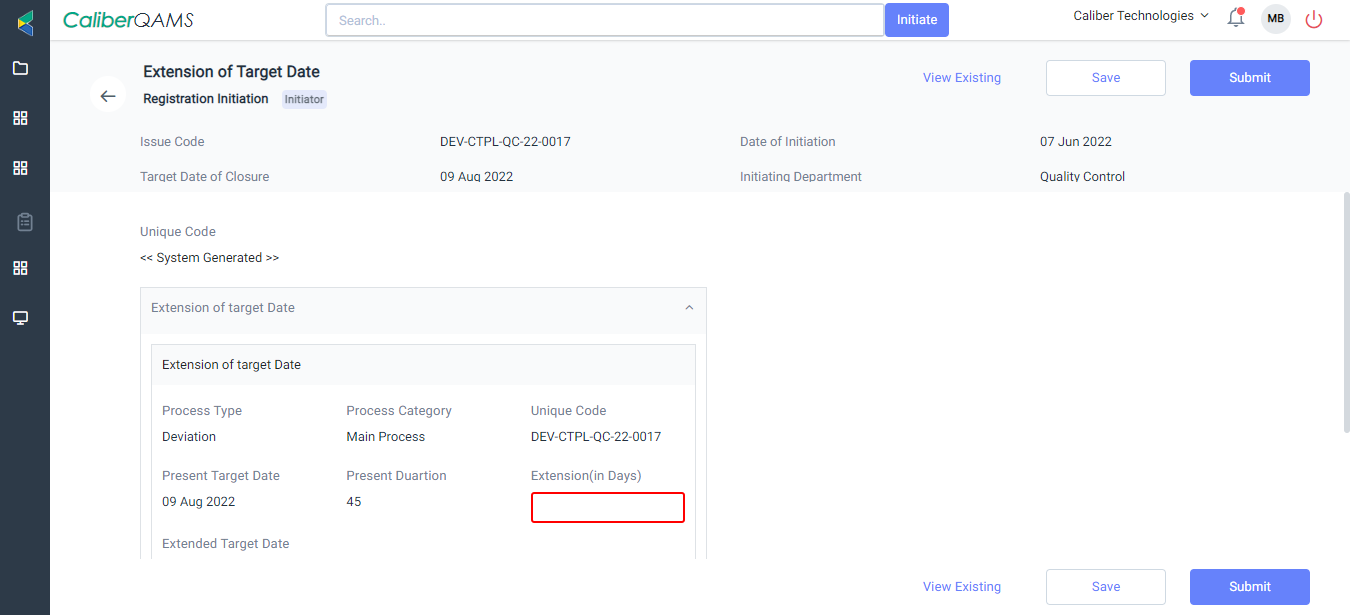 CaliberQAMS
Search..
Initiate
Caliber Technologies
MB
Extension of Target Date
Registration Initiation
Initiator
View Existing
Save
Submit
Issue Code
DEV-CTPL-QC-22-0017
Date of Initiation
07 Jun 2022
Target Date of Closure
09 Aug 2022
Initiating Department
Quality Control
Unique Code
<< System Generated >>
Extension of target Date
Extension of target Date
Process Type
Process Category
Unique Code
Deviation
Main Process
DEV-CTPL-QC-22-0017
Present Target Date
Present Duartion
Extension(in Days)
09 Aug 2022
45
Extended Target Date
View Existing
Save
Submit